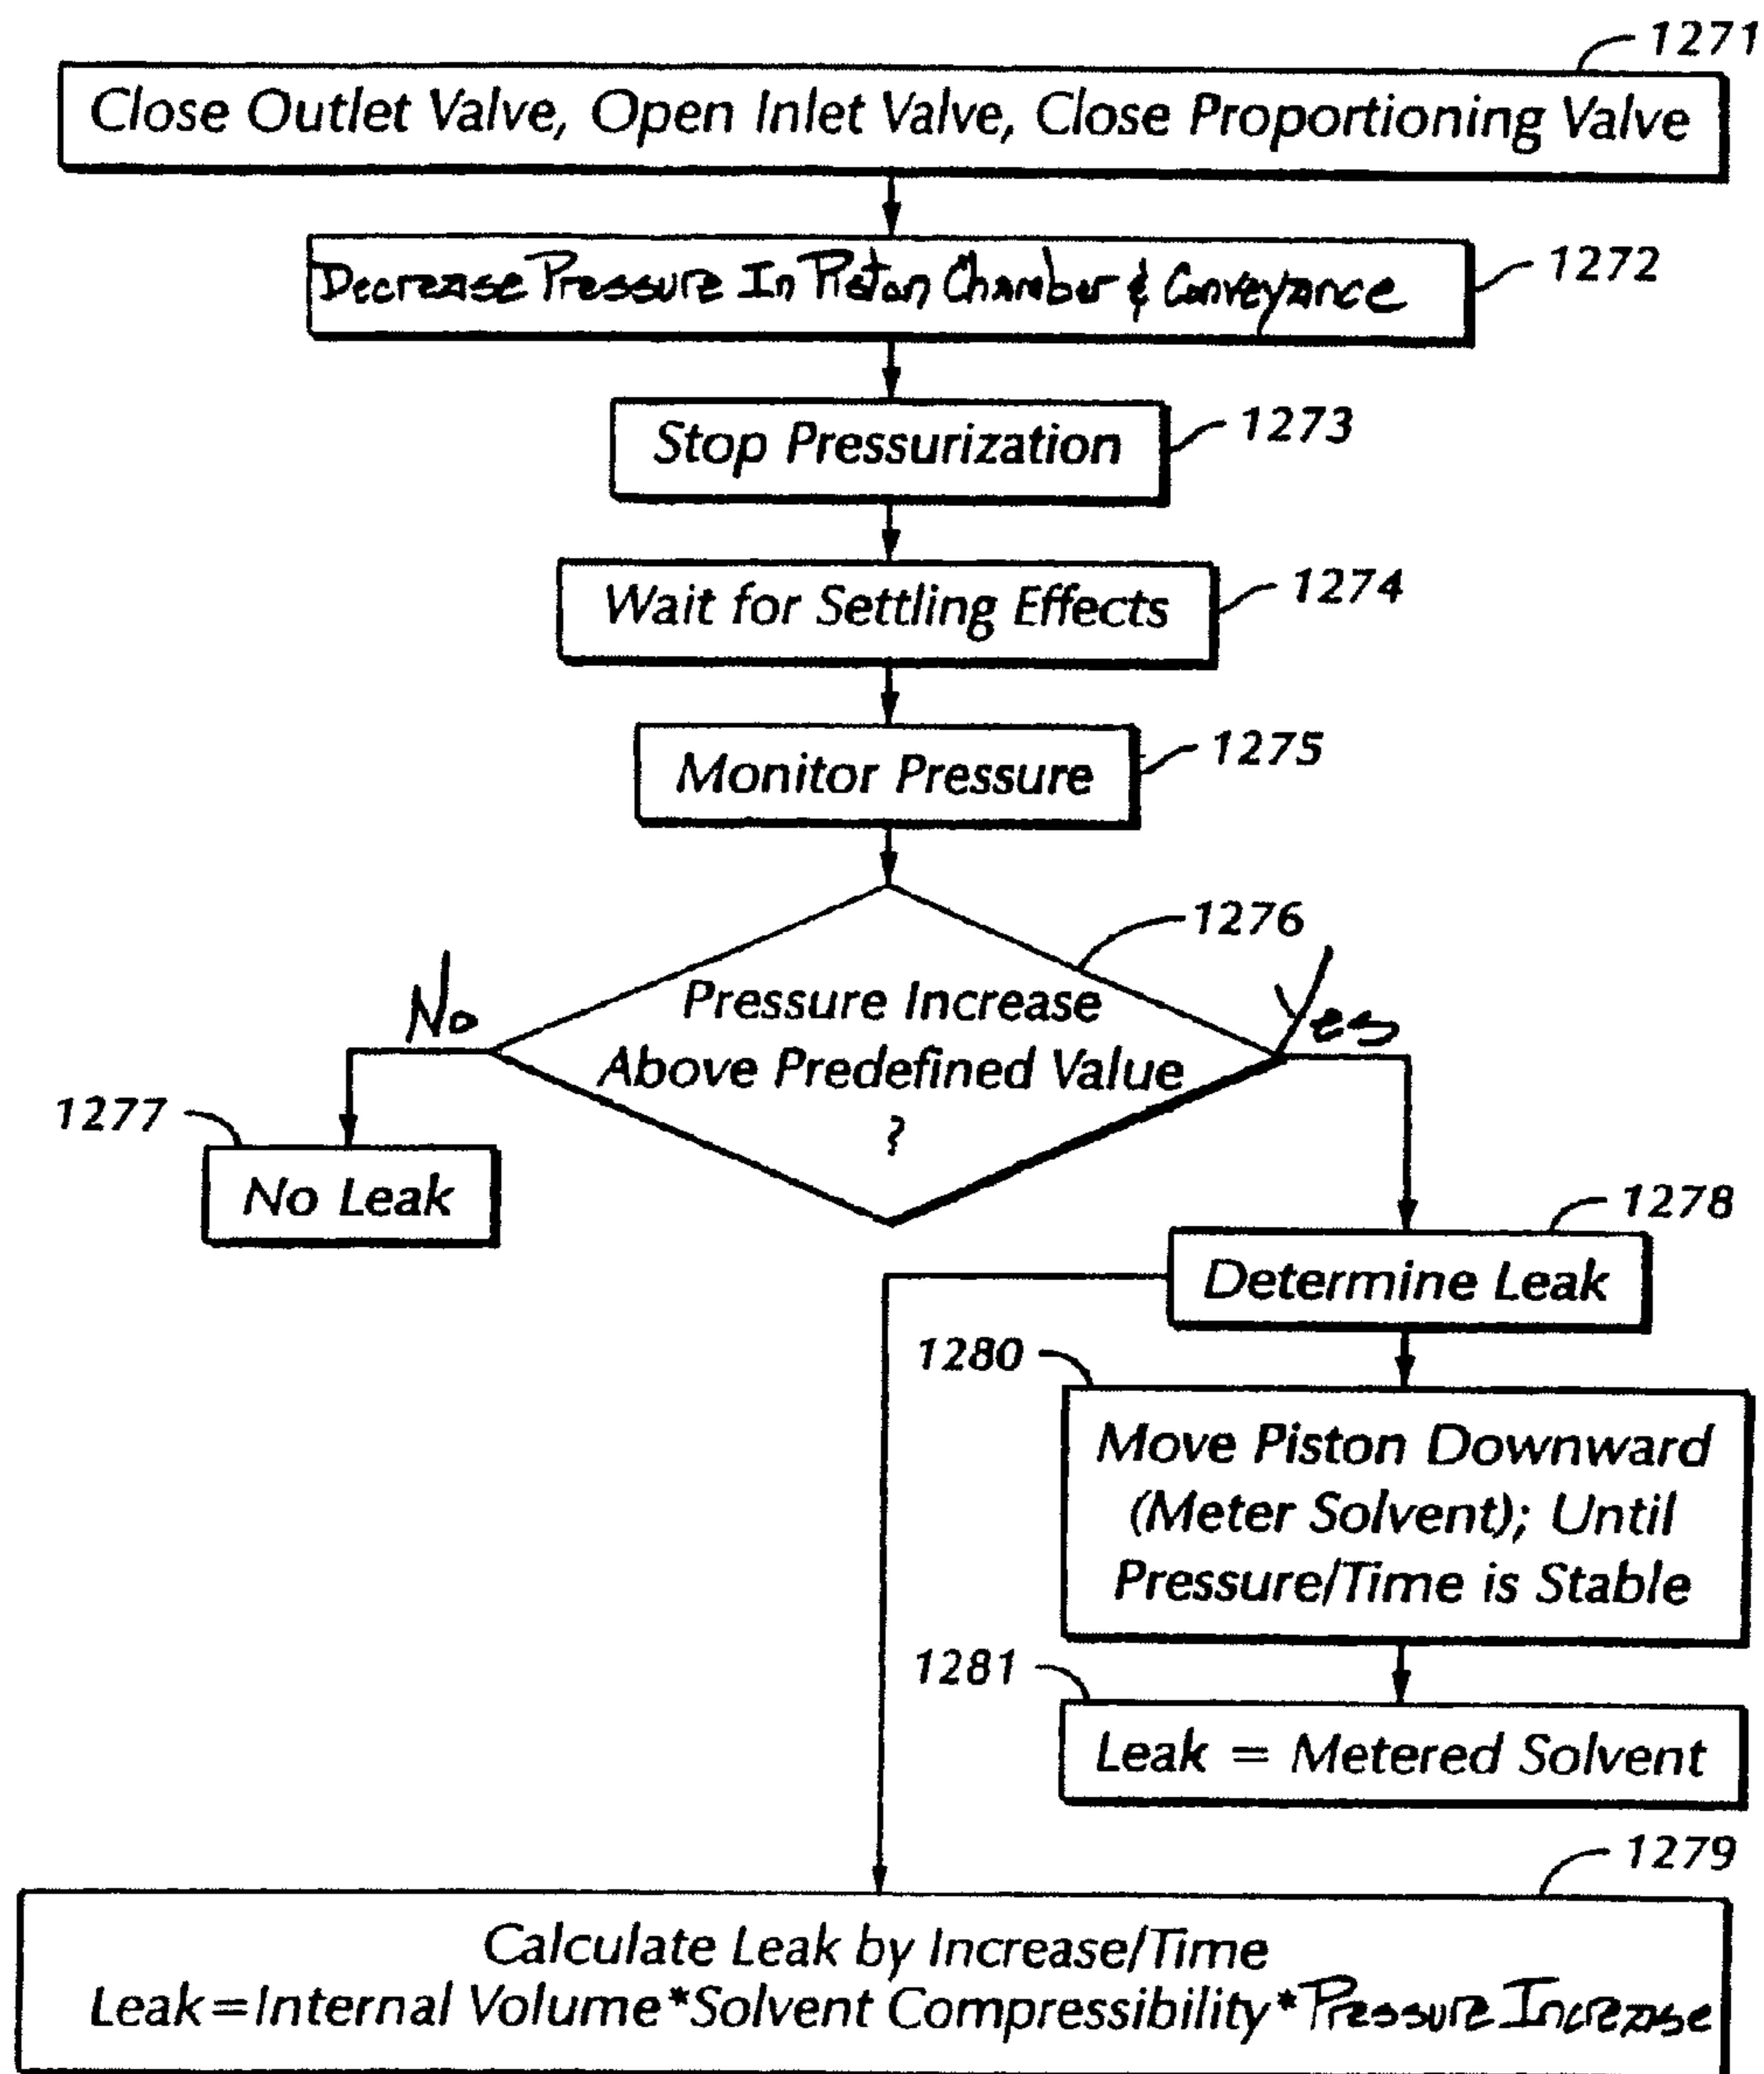 1271
Close Outlet Valve, Open Inlet Valve, Close Proportioning Valve
Decrease Pressure In Piston Chamber & Conveyance
1272
Stop Pressurization
1273
Wait for Settling Effects
1274
Monitor Pressure
1275
1276
No
Yes
Pressure Increase
Above Predefined Value
?
1277
No Leak
1278
Determine Leak
1280
Move Piston Downward
(Meter Solvent); Until
Pressure/Time is Stable
1281
Leak = Metered Solvent
1279
Calculate Leak by Increase/Time
Leak=Internal Volume*Solvent Compressibility*Pressure Increase